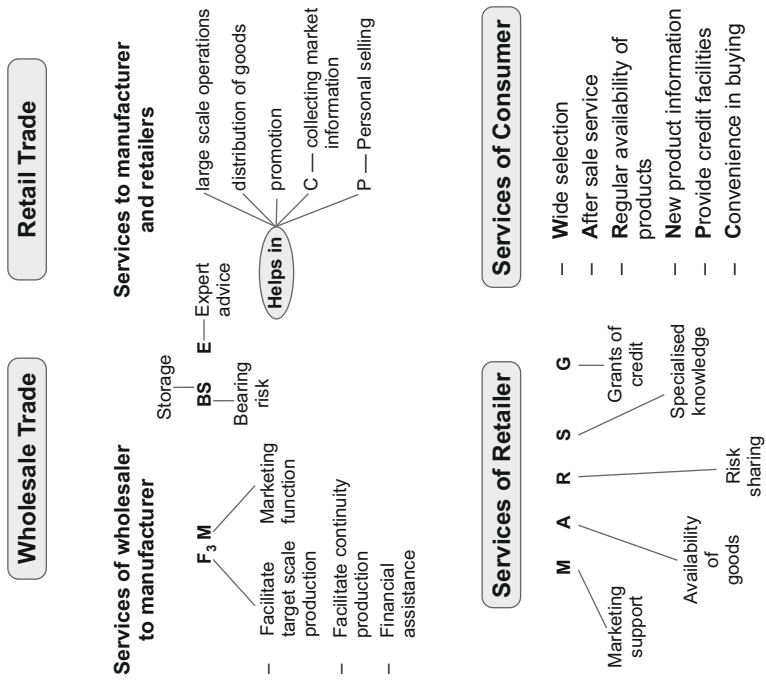 Wholesale Trade
Services of wholesaler
to manufacturer
F3 M
BS
E
Storage
Bearing
risk
Expert
advice
Marketing
function
– Facilitate
target scale
production
– Facilitate continuity
production
– Financial
assistance
Retail Trade
Services to manufacturer
and retailers
Helps in
large scale operations
distribution of goods
promotion
C — collecting market
information
P — Personal selling
Services of Retailer
M A R S G
Marketing
support
Availability
of
goods
Risk
sharing
Specialised
knowledge
Grants of
credit
Services of Consumer
– Wide selection
– After sale service
– Regular availability of
products
– New product information
– Provide credit facilities
– Convenience in buying